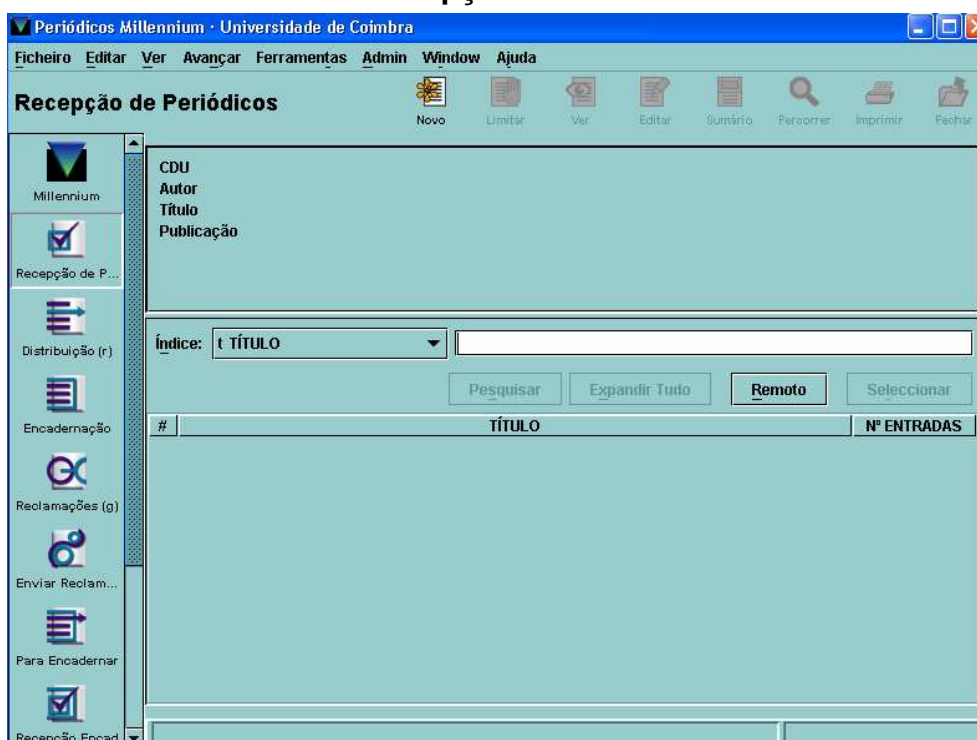 Periódicos Millennium · Universidade de Coimbra
Ficheiro Editar Ver Avançar Ferramentas Admin Window Ajuda
Recepção de Periódicos
Novo Limitar Ver Editar Sumário Percorrer Imprimir Fechar
Millennium
Recepção de P...
Distribuição (r)
Encadernação
Reclamações (g)
Enviar Reclam...
Para Encadernar
Recepção Encad
CDU
Autor
Título
Publicação
Índice: t TÍTULO
Pesquisar Expandir Tudo Remoto Seleccionar
# TÍTULO Nº ENTRADAS